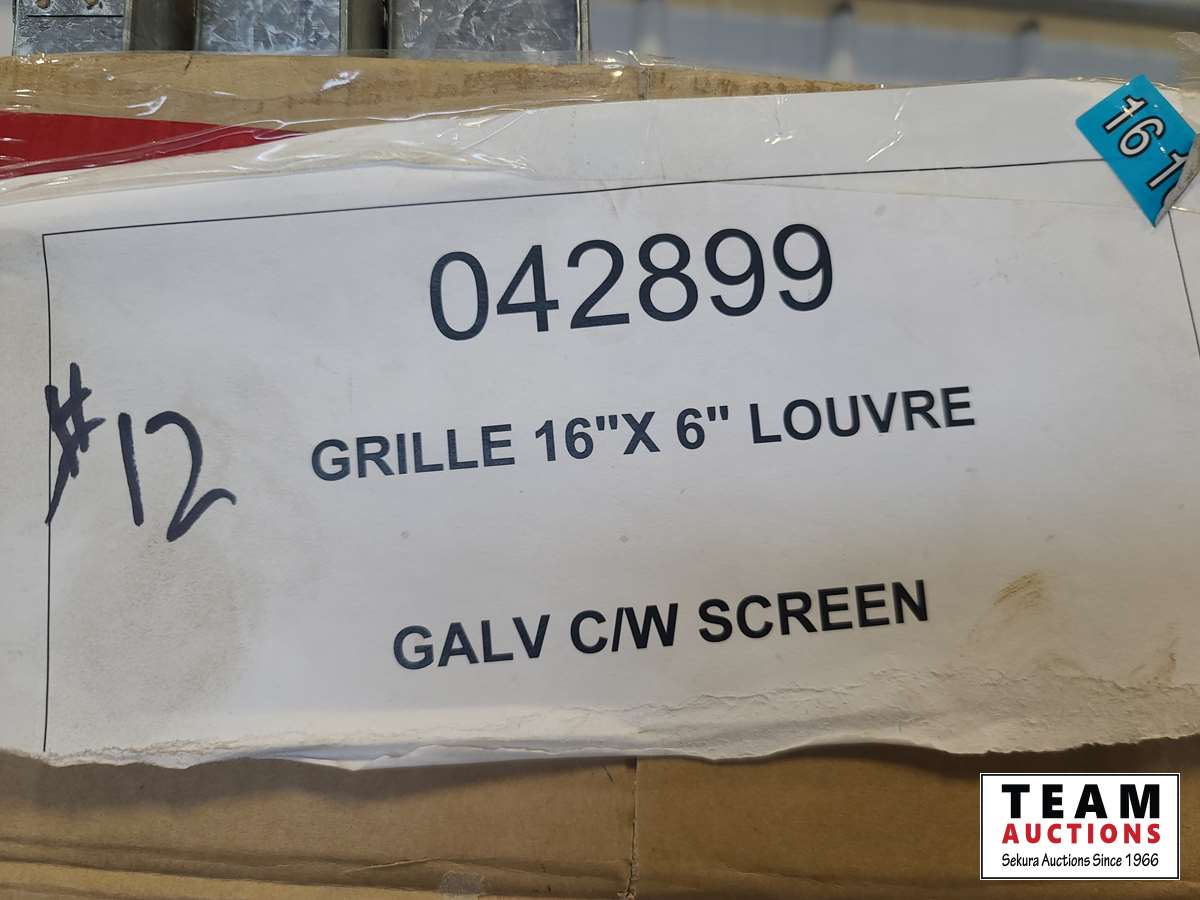 16 1
042899
#12
GRILLE 16"X 6" LOUVRE
GALV C/W SCREEN
TEAM
AUCTIONS
Sekura Auctions Since 1966